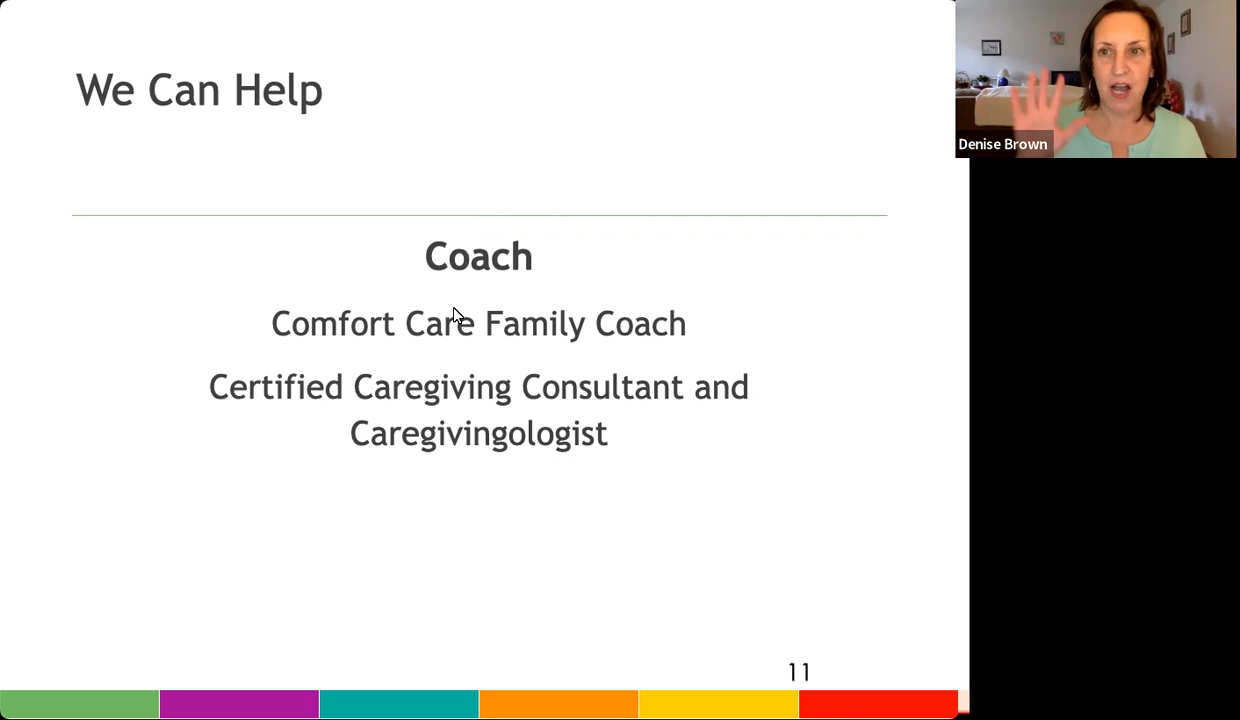 We Can Help
Denise Brown
Coach
Comfort Care Family Coach
Certified Caregiving Consultant and
Caregivingologist
11